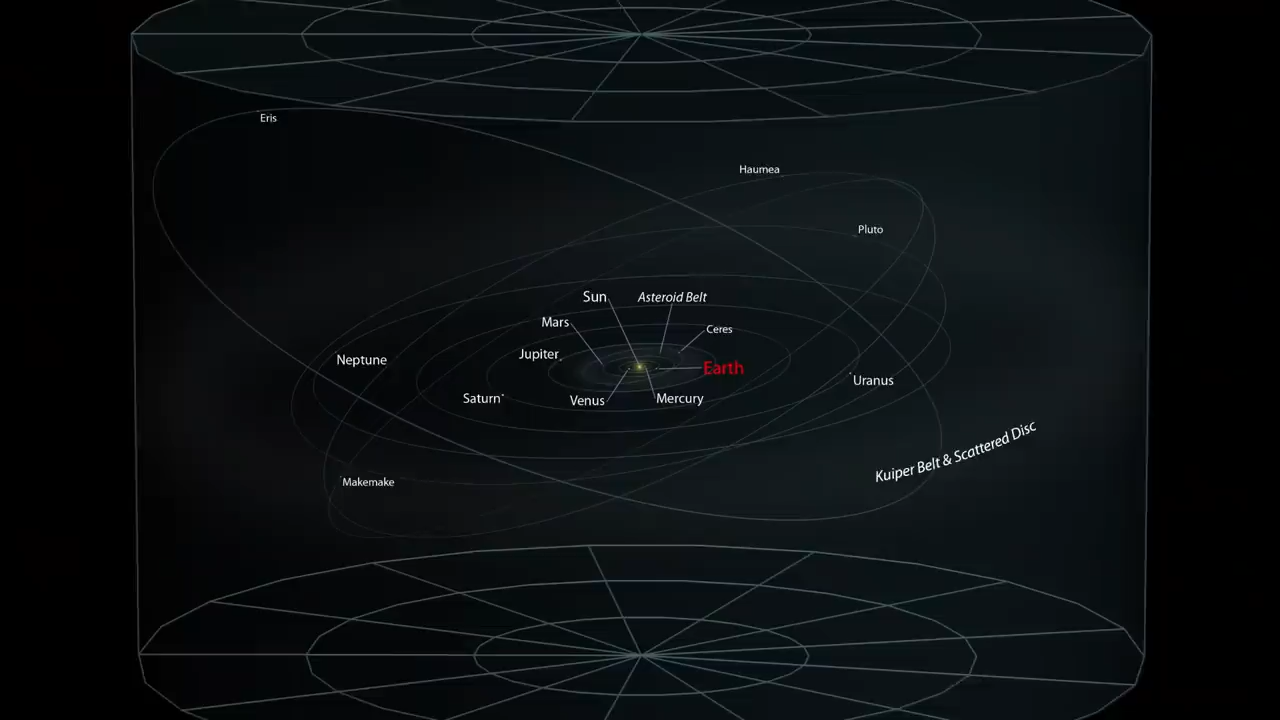 Eris
Haumea
Pluto
Sun
Asteroid Belt
Mars
Ceres
Jupiter
Neptune
Earth
Uranus
Saturn
Venus
Mercury
Kuiper Belt & Scattered Disc
Makemake